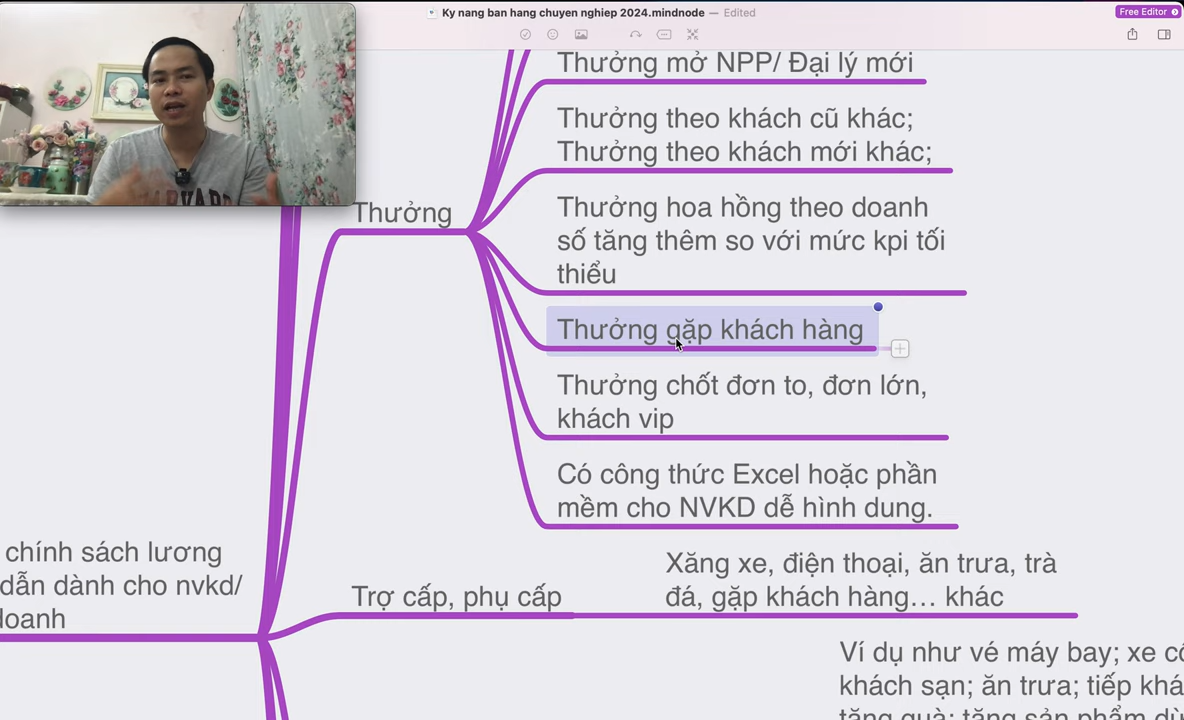 Ky nang ban hang chuyen nghiep 2024.mindnode — Edited
Free Editor
Thưởng mở NPP/ Đại lý mới
Thưởng theo khách cũ khác;
Thưởng theo khách mới khác;
Thưởng
Thưởng hoa hồng theo doanh
số tăng thêm so với mức kpi tối
thiểu
Thưởng gặp khách hàng
Thưởng chốt đơn to, đơn lớn,
khách vip
Có công thức Excel hoặc phần
mềm cho NVKD dễ hình dung.
chính sách lương
dẫn dành cho nvkd/
doanh
Trợ cấp, phụ cấp
Xăng xe, điện thoại, ăn trưa, trà
đá, gặp khách hàng... khác
Ví dụ như vé máy bay; xe
khách sạn; ăn trưa; tiếp
tặng quà; tặng sản phẩm